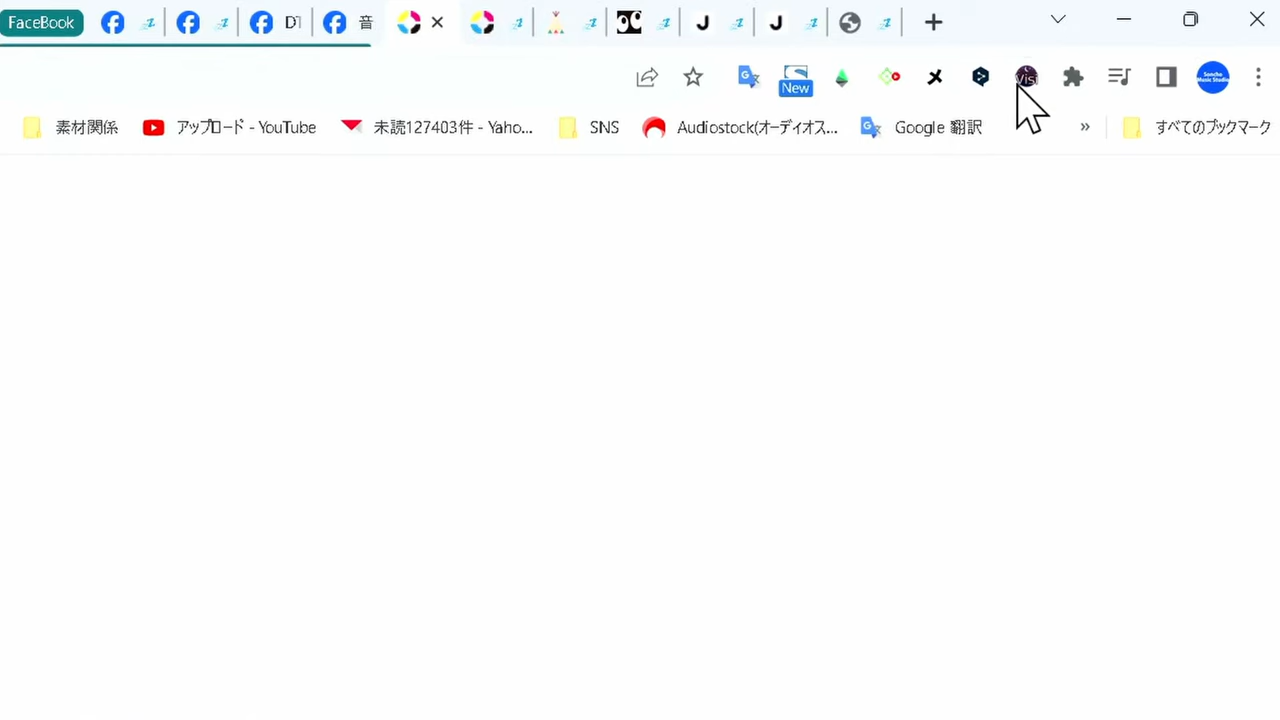 FaceBook
音
New
素材関係
アップロード - YouTube
未読127403件 - Yaho...
SNS
Audiostock(オーディオス...
Google 翻訳
»
すべてのブックマーク